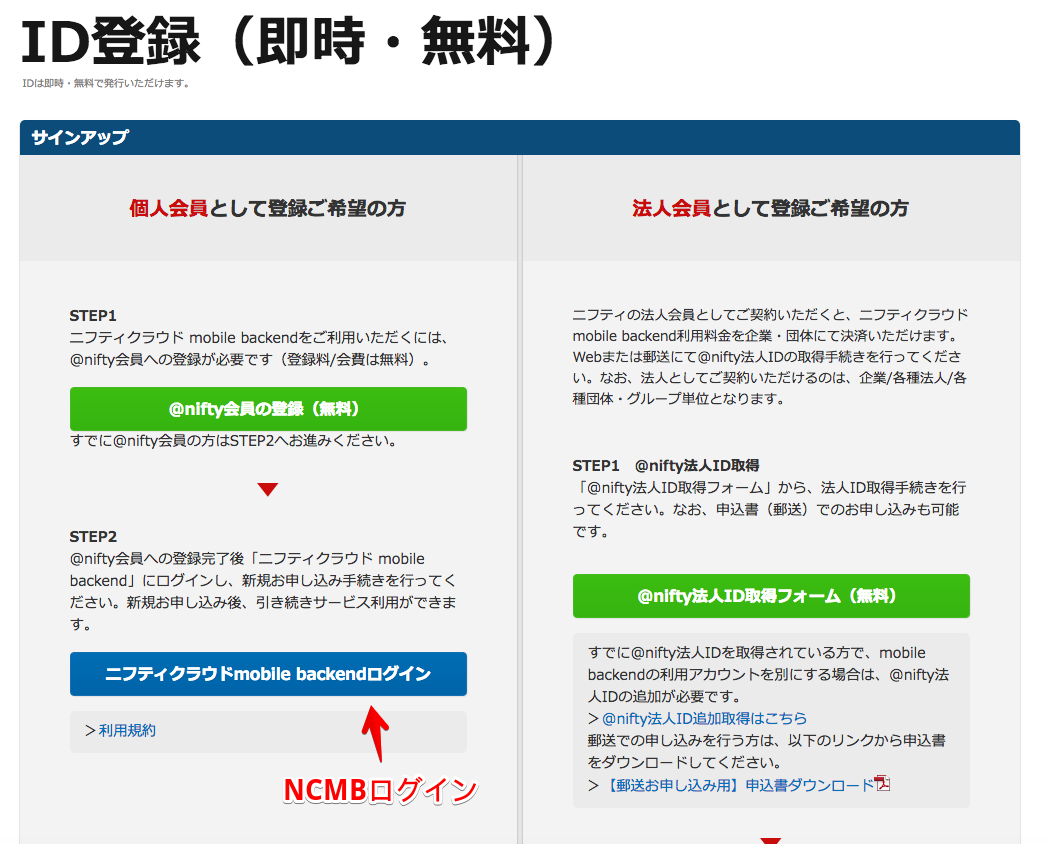 ID登録（即時・無料）
IDは即時・無料で発行いただけます。
サインアップ
個人会員として登録ご希望の方
STEP1
ニフティクラウド mobile backendをご利用いただくには、
@nifty会員への登録が必要です（登録料/会費は無料）。
@nifty会員の登録（無料）
すでに@nifty会員の方はSTEP2へお進みください。
STEP2
@nifty会員への登録完了後「ニフティクラウド mobile
backend」にログインし、新規お申し込み手続きを行ってく
ださい。新規お申し込み後、引き続きサービス利用ができま
す。
ニフティクラウドmobile backendログイン
＞利用規約
NCMBログイン
法人会員として登録ご希望の方
ニフティの法人会員としてご契約いただくと、ニフティクラウド
mobile backend利用料金を企業・団体にて決済いただけます。
Webまたは郵送にて@nifty法人IDの取得手続きを行ってくださ
い。なお、法人としてご契約いただけるのは、企業/各種法人/各
種団体・グループ単位となります。
STEP1　@nifty法人ID取得
「@nifty法人ID取得フォーム」から、法人ID取得手続きを行
ってください。なお、申込書（郵送）でのお申し込みも可能
です。
@nifty法人ID取得フォーム（無料）
すでに@nifty法人IDを取得されている方で、mobile
backendの利用アカウントを別にする場合は、@nifty法
人IDの追加が必要です。
＞@nifty法人ID追加取得はこちら
郵送での申し込みを行う方は、以下のリンクから申込書
をダウンロードしてください。
＞【郵送お申し込み用】申込書ダウンロード